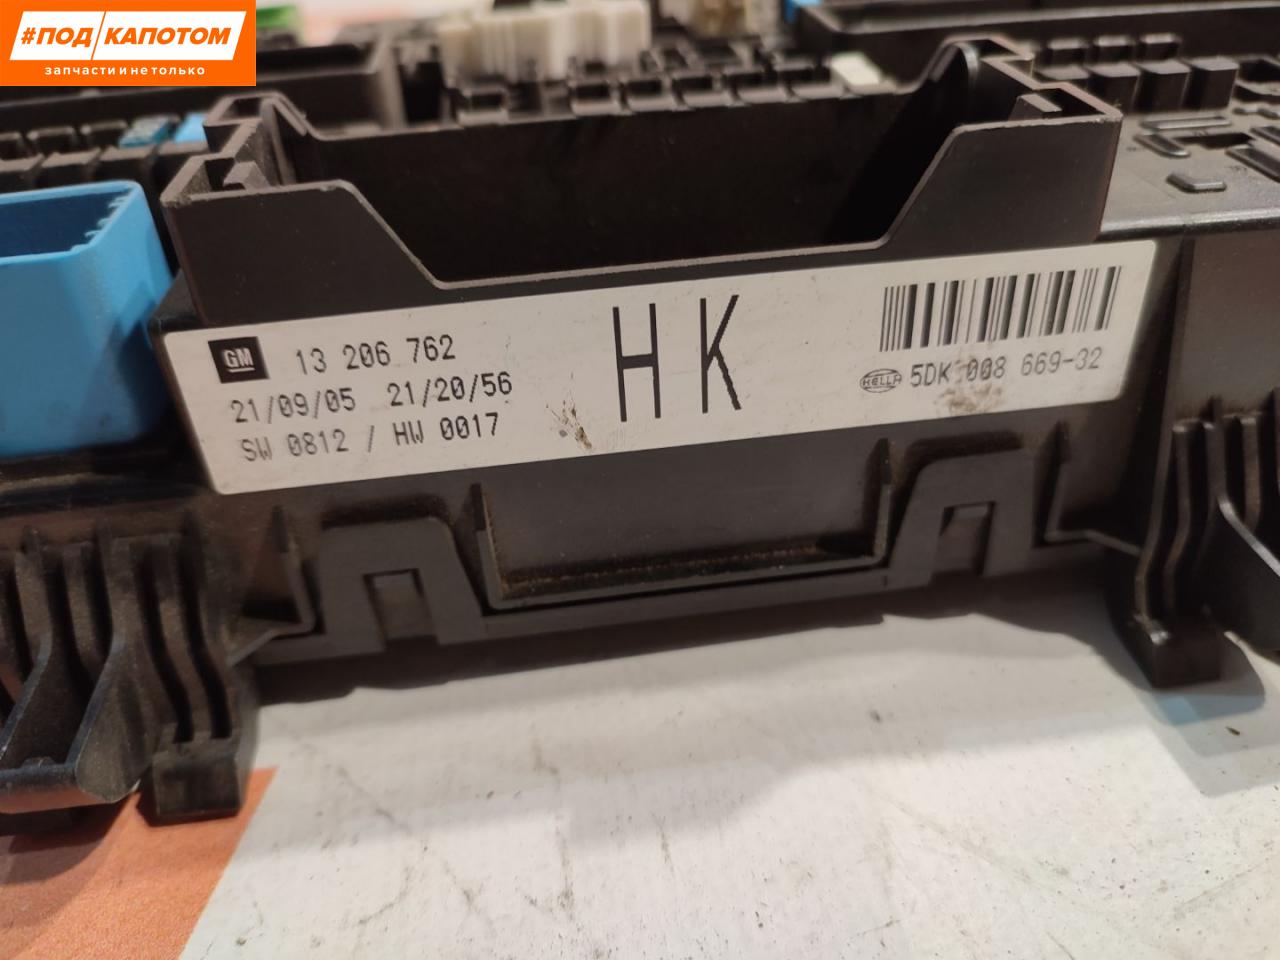 #ПОД КАПОТОМ
запчасти и не только
GM 13 206 762
21/09/05 21/20/56
SW 0812 / HW 0017
HK
HELLA 5DK 008 669-32